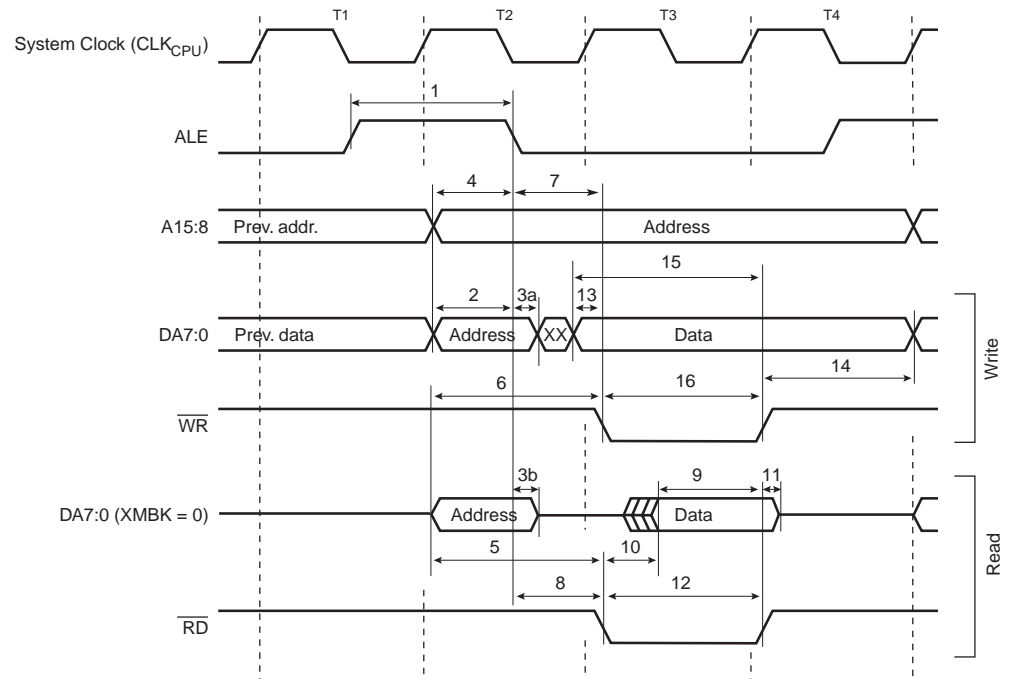 T1 T2 T3 T4
System Clock (CLKCPU)
1
ALE
4 7
A15:8 Prev. addr. Address
15
2 3a 13
DA7:0 Prev. data Address XX Data
14
6 16
WR
Write
3b 9 11
DA7:0 (XMBK = 0) Address Data
5 10
8 12
RD
Read